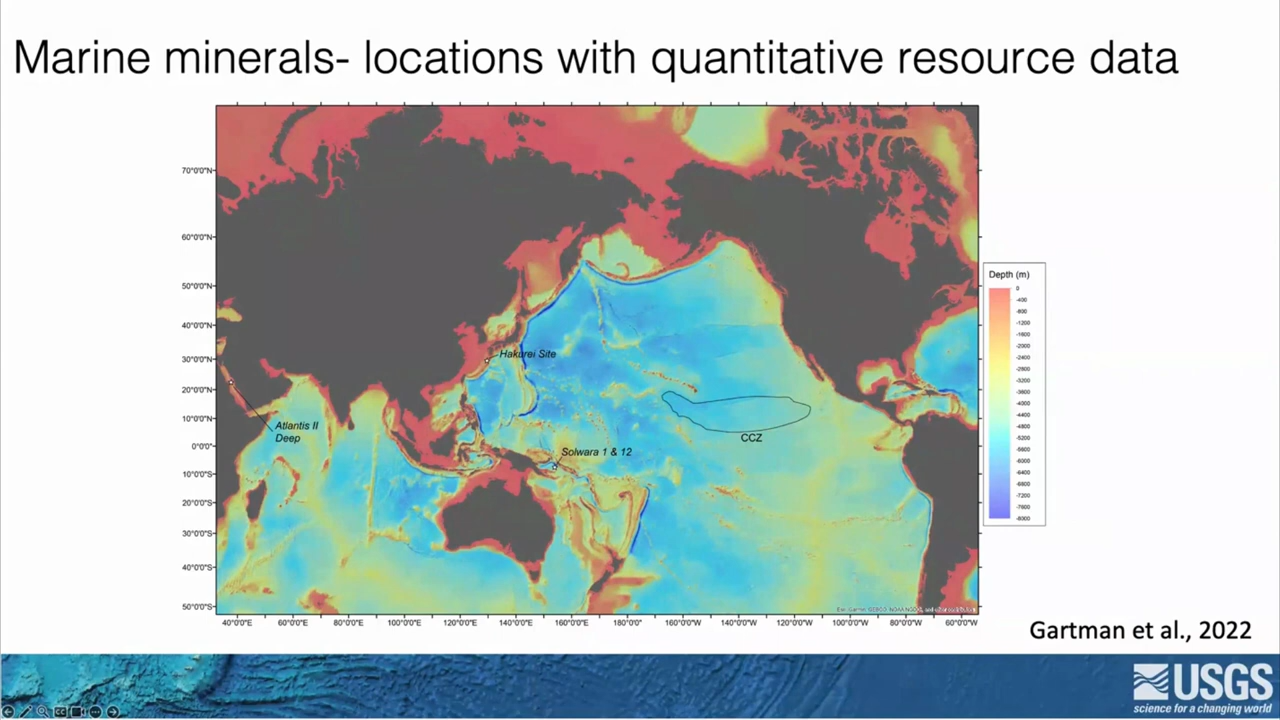 Marine minerals- locations with quantitative resource data
70°0'0"N
60°0'0"N
50°0'0"N
40°0'0"N
30°0'0"N
20°0'0"N
10°0'0"N
0°0'0"
10°0'0"S
20°0'0"S
30°0'0"S
40°0'0"S
50°0'0"S
Hakurei Site
Atlantis II
Deep
Solwara 1 & 12
CCZ
Depth (m)
0
-400
-800
-1200
-1600
-2000
-2400
-2800
-3200
-3600
-4000
-4400
-4800
-5200
-5600
-6000
-6400
-6800
-7200
-7600
-8000
40°0'0"E
60°0'0"E
80°0'0"E
100°0'0"E
120°0'0"E
140°0'0"E
160°0'0"E
180°0'0"
160°0'0"W
140°0'0"W
120°0'0"W
100°0'0"W
80°0'0"W
60°0'0"W
Gartman et al., 2022
USGS
science for a changing world